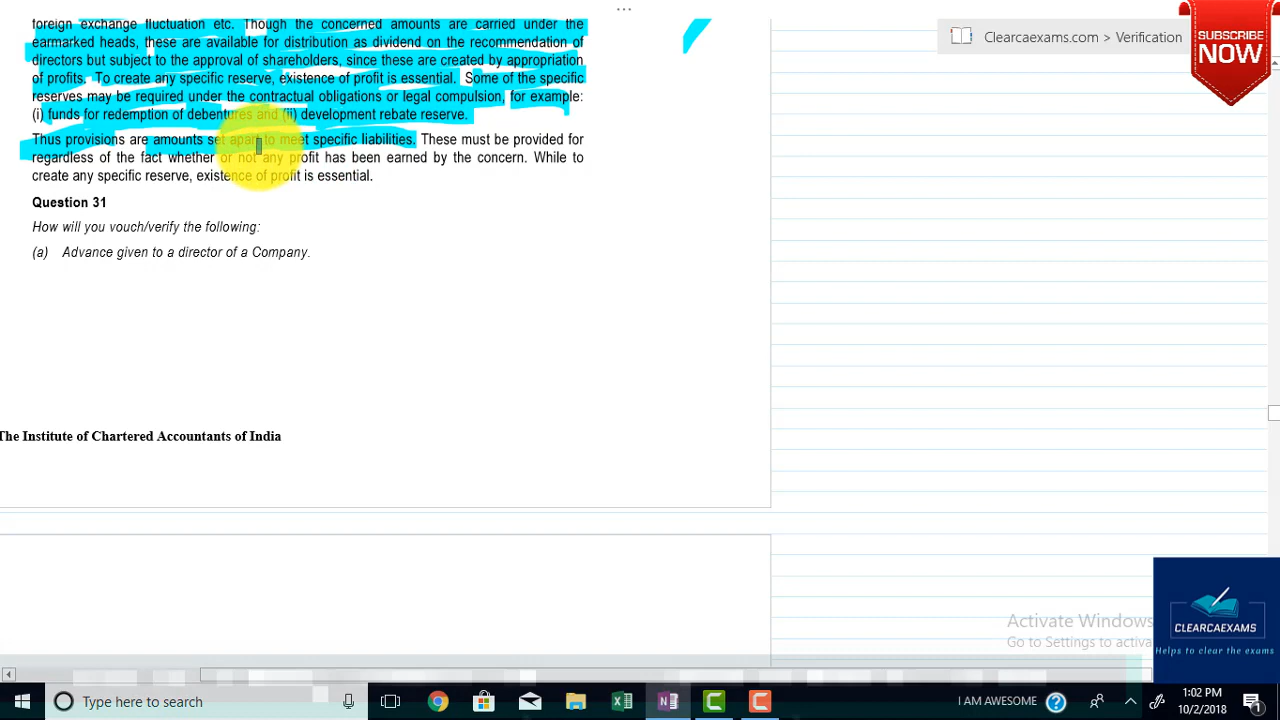 foreign exchange fluctuation etc. Though the concerned amounts are carried under the
earmarked heads, these are available for distribution as dividend on the recommendation of
directors but subject to the approval of shareholders, since these are created by appropriation
of profits. To create any specific reserve, existence of profit is essential. Some of the specific
reserves may be required under the contractual obligations or legal compulsion, for example:
(i) funds for redemption of debentures and (ii) development rebate reserve.
Thus provisions are amounts set apart to meet specific liabilities. These must be provided for
regardless of the fact whether or not any profit has been earned by the concern. While to
create any specific reserve, existence of profit is essential.
Question 31
How will you vouch/verify the following:
(a) Advance given to a director of a Company.
The Institute of Chartered Accountants of India
Clearcaexams.com > Verification
SUBSCRIBE
NOW
Activate Windows
Go to Settings to activa
CLEARCAEXAMS
Helps to clear the exams
Type here to search
I AM AWESOME
1:02 PM
10/2/2018
1